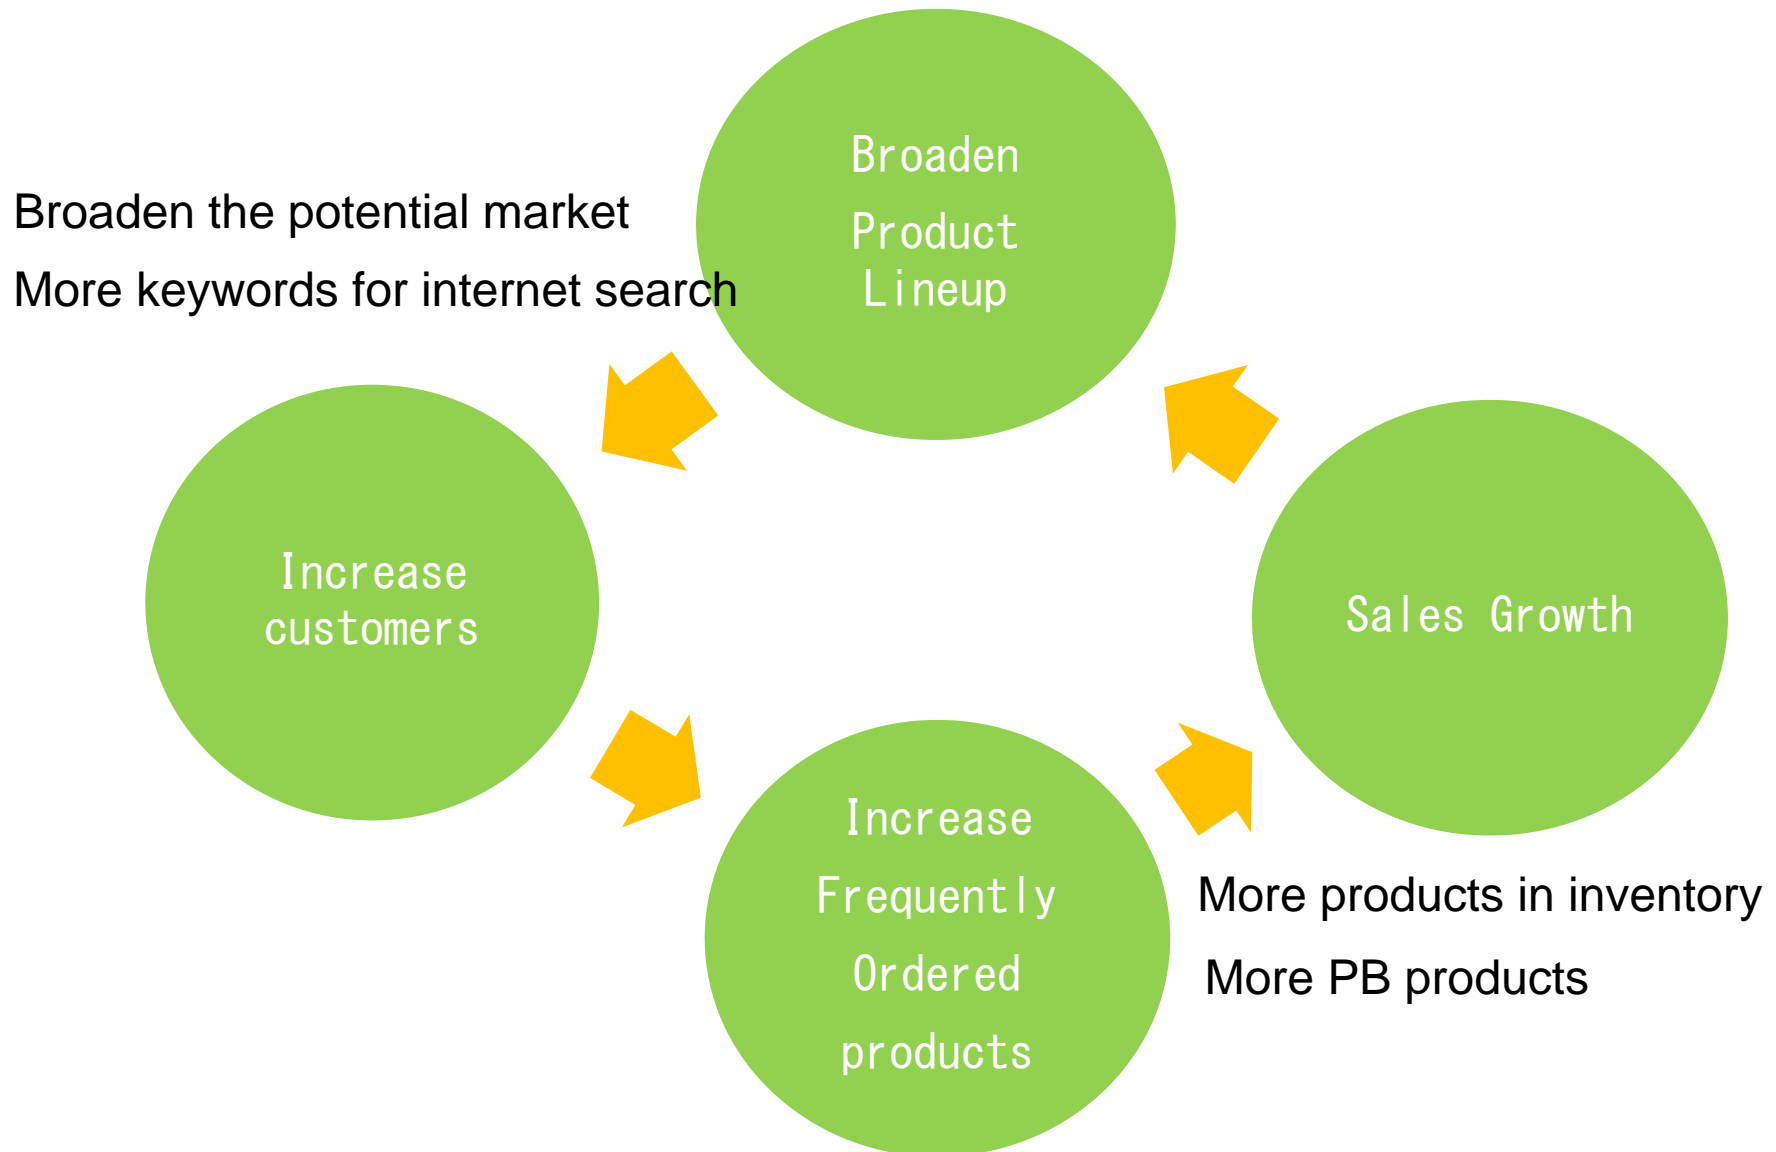 Broaden
Product
Lineup
Broaden the potential market
More keywords for internet search
Increase
customers
Sales Growth
Increase
Frequently
Ordered
products
More products in inventory
More PB products